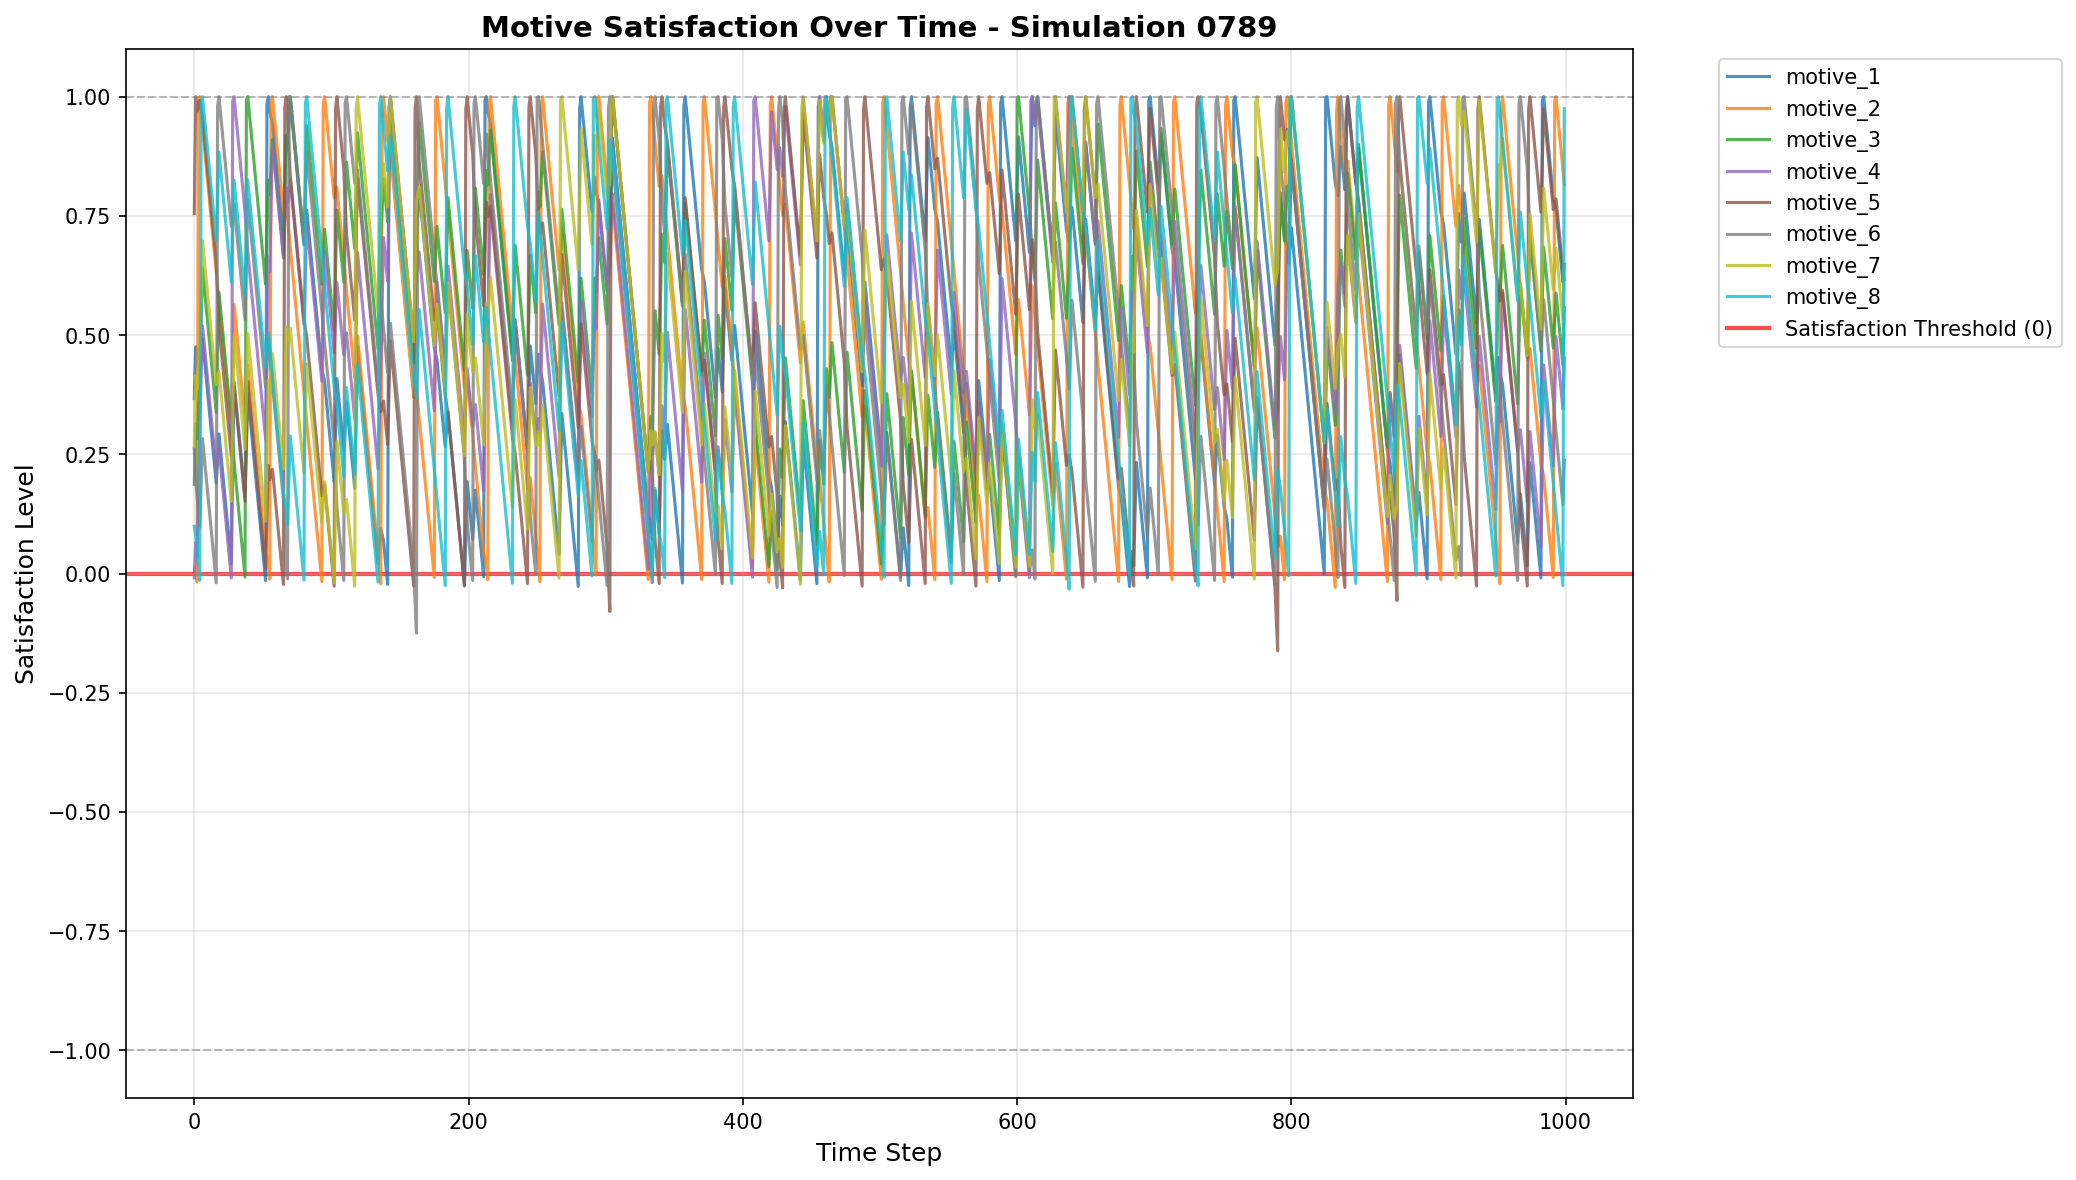 Motive Satisfaction Over Time - Simulation 0789
Satisfaction Level
1.00
0.75
0.50
0.25
0.00
−0.25
−0.50
−0.75
−1.00
0
200
400
600
800
1000
Time Step
motive_1
motive_2
motive_3
motive_4
motive_5
motive_6
motive_7
motive_8
Satisfaction Threshold (0)